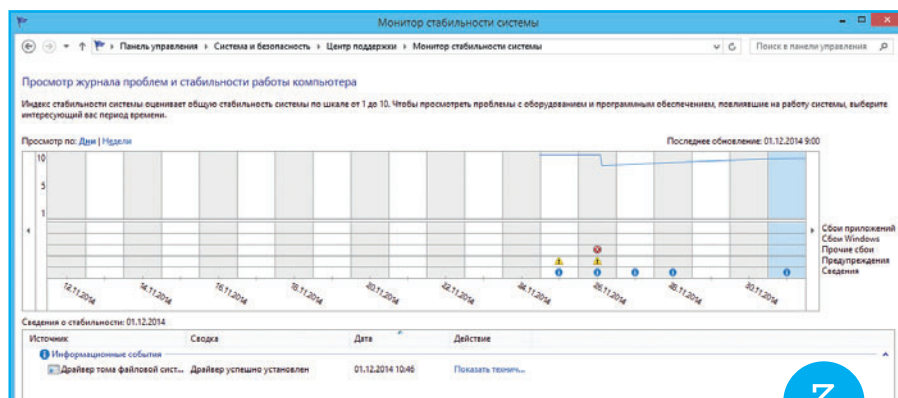 Монитор стабильности системы
Панель управления › Система и безопасность › Центр поддержки › Монитор стабильности системы
Поиск в панели управления
Просмотр журнала проблем и стабильности работы компьютера
Индекс стабильности системы оценивает общую стабильность системы по шкале от 1 до 10. Чтобы просмотреть проблемы с оборудованием и программным обеспечением, повлиявшие на работу системы, выберите
интересующий вас период времени.
Просмотр по: Дни | Недели
Последнее обновление: 01.12.2014 9:00
10
5
1
Сбои приложений
Сбои Windows
Прочие сбои
Предупреждения
Сведения
12.11.2014 14.11.2014 16.11.2014 18.11.2014 20.11.2014 22.11.2014 24.11.2014 26.11.2014 28.11.2014 30.11.2014
Сведения о стабильности: 01.12.2014
Источник Сводка Дата Действие
Информационные события
Драйвер тома файловой сист... Драйвер успешно установлен 01.12.2014 10:46 Показать технич...